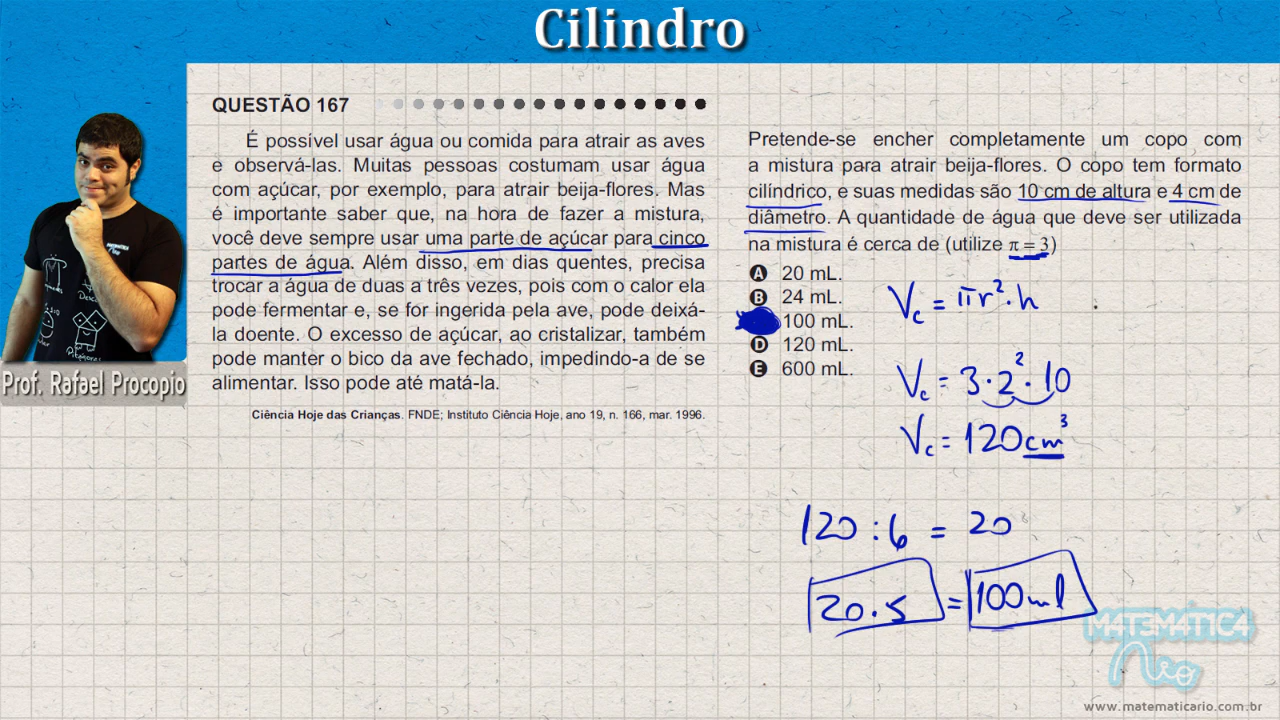 Cilindro
QUESTÃO 167
É possível usar água ou comida para atrair as aves
e observá-las. Muitas pessoas costumam usar água
com açúcar, por exemplo, para atrair beija-flores. Mas
é importante saber que, na hora de fazer a mistura,
você deve sempre usar uma parte de açúcar para cinco
partes de água. Além disso, em dias quentes, precisa
trocar a água de duas a três vezes, pois com o calor ela
pode fermentar e, se for ingerida pela ave, pode deixá-
la doente. O excesso de açúcar, ao cristalizar, também
pode manter o bico da ave fechado, impedindo-a de se
alimentar. Isso pode até matá-la.
Ciência Hoje das Crianças. FNDE; Instituto Ciência Hoje, ano 19, n. 166, mar. 1996.
Pretende-se encher completamente um copo com
a mistura para atrair beija-flores. O copo tem formato
cilíndrico, e suas medidas são 10 cm de altura e 4 cm de
diâmetro. A quantidade de água que deve ser utilizada
na mistura é cerca de (utilize π = 3)
A 20 mL.
B 24 mL.
100 mL.
D 120 mL.
E 600 mL.
Vc = πr²·h
Vc = 3·2²·10
Vc = 120cm³
120 : 6 = 20
20·5 = 100ml
MATEMÁTICA
Prof. Rafael Procopio
MATEMÁTICA
Rio
www.matematicario.com.br